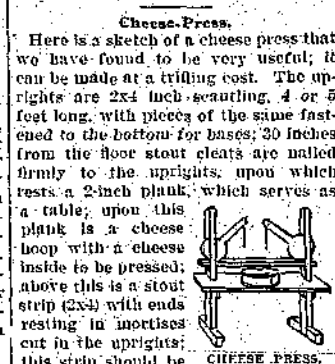 Cheese Press.
Here is a sketch of a cheese press that
we have found to be very useful; it
can be made at a trifling cost. The up-
rights are 2x4 inch scantling, 4 or 5
feet long, with pieces of the same fast-
ened to the bottom for bases; 30 inches
from the floor stout cleats are nailed
firmly to the uprights, upon which
rests a 2-inch plank, which serves as
a table; upon this
plank is a cheese
hoop with a cheese
inside to be pressed;
above this is a stout
strip (2x4) with ends
resting in mortises
cut in the uprights;
this strip should be
CHEESE PRESS.